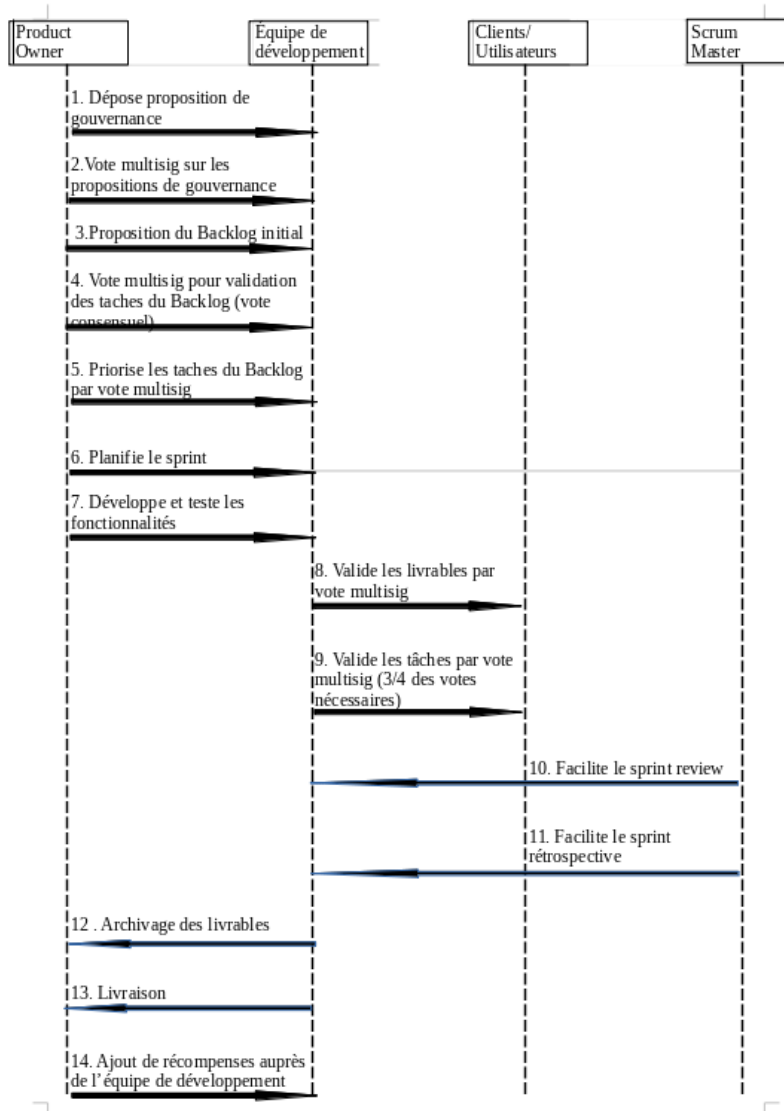 Product
Owner
Équipe de
développement
Clients/
Utilisateurs
Scrum
Master
1. Dépose proposition de
gouvernance
2.Vote multisig sur les
propositions de gouvernance
3.Proposition du Backlog initial
4. Vote multisig pour validation
des taches du Backlog (vote
consensuel)
5. Priorise les taches du Backlog
par vote multisig
6. Planifie le sprint
7. Développe et teste les
fonctionnalités
8. Valide les livrables par
vote multisig
9. Valide les tâches par vote
multisig (3/4 des votes
nécessaires)
10. Facilite le sprint review
11. Facilite le sprint
rétrospective
12 . Archivage des livrables
13. Livraison
14. Ajout de récompenses auprès
de l'équipe de développement